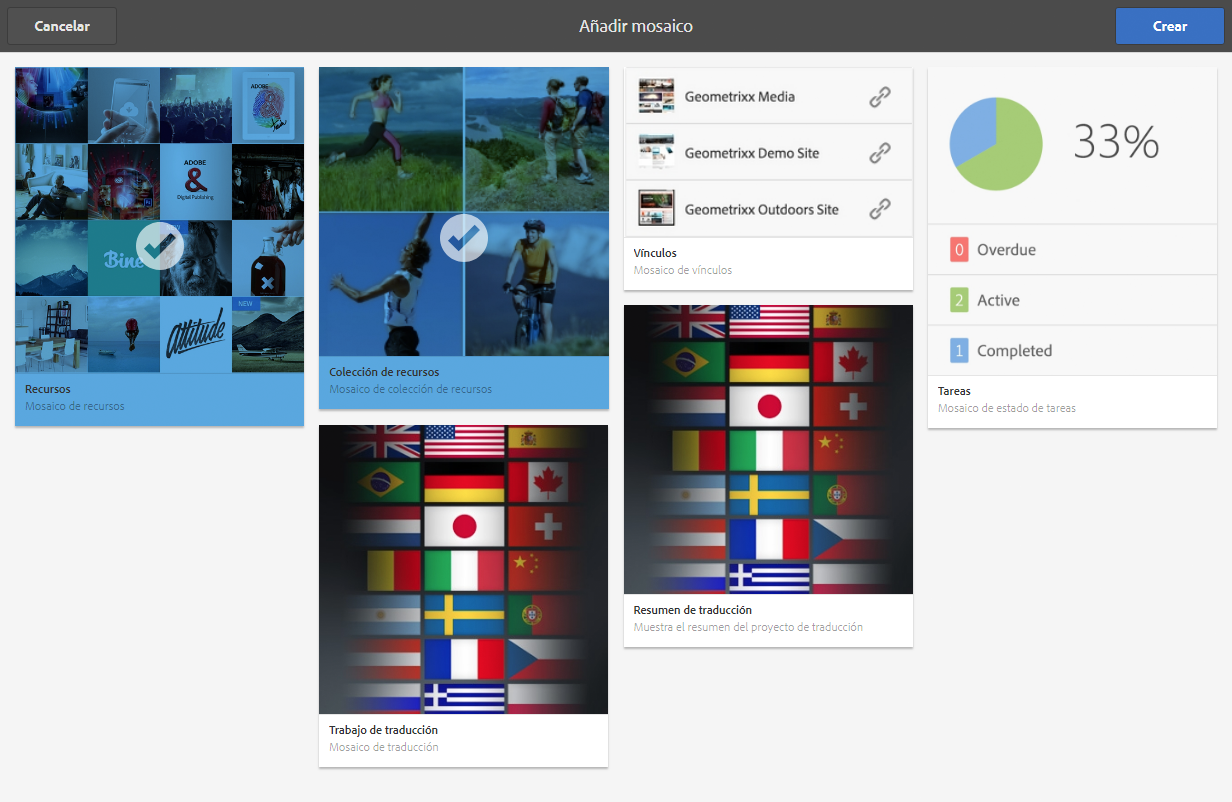 Cancelar
Añadir mosaico
Crear
ADOBE
ADOBE
&
Digital Publishing
Bine
NEW
Attitude
Recursos
Mosaico de recursos
Colección de recursos
Mosaico de colección de recursos
Trabajo de traducción
Mosaico de traducción
Geometrixx Media
Geometrixx Demo Site
Geometrixx Outdoors Site
Vínculos
Mosaico de vínculos
Resumen de traducción
Muestra el resumen del proyecto de traducción
33%
0 Overdue
2 Active
1 Completed
Tareas
Mosaico de estado de tareas